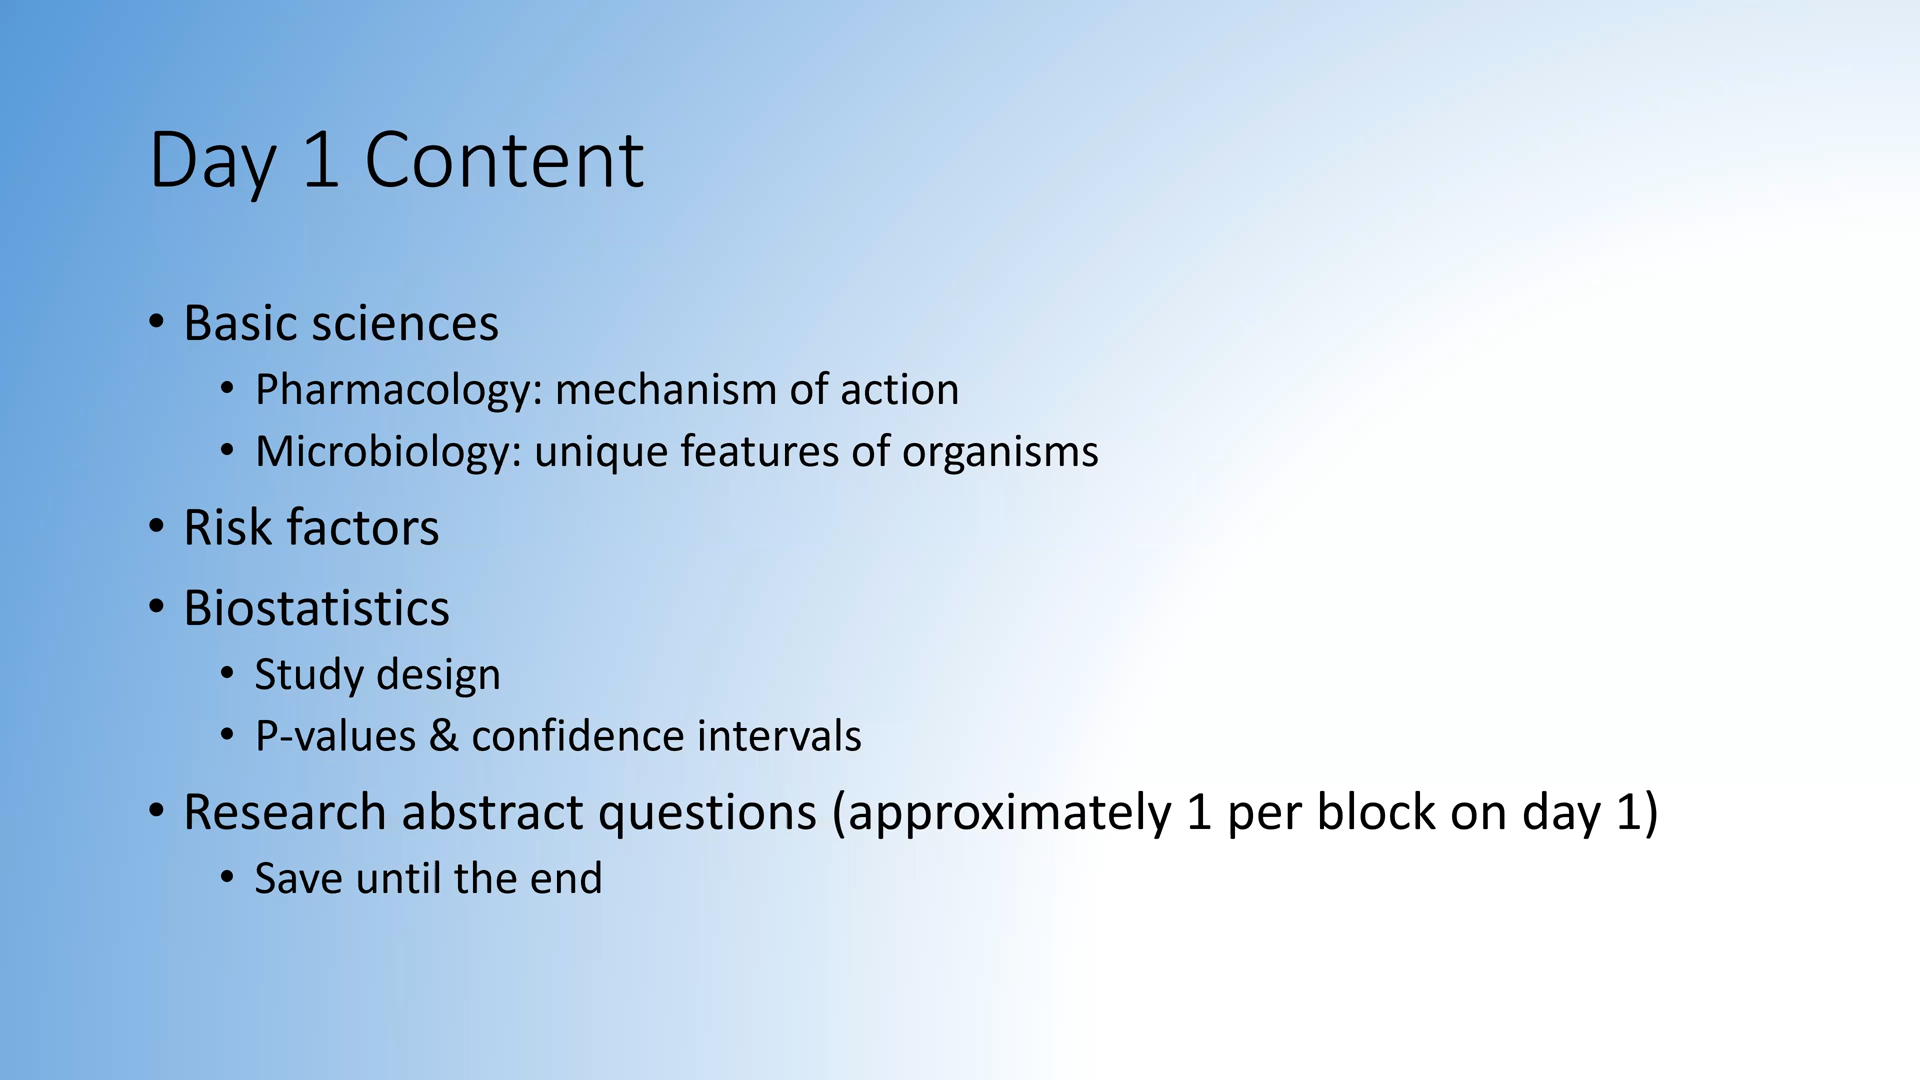 Day 1 Content
• Basic sciences
• Pharmacology: mechanism of action
• Microbiology: unique features of organisms
• Risk factors
• Biostatistics
• Study design
• P-values & confidence intervals
• Research abstract questions (approximately 1 per block on day 1)
• Save until the end